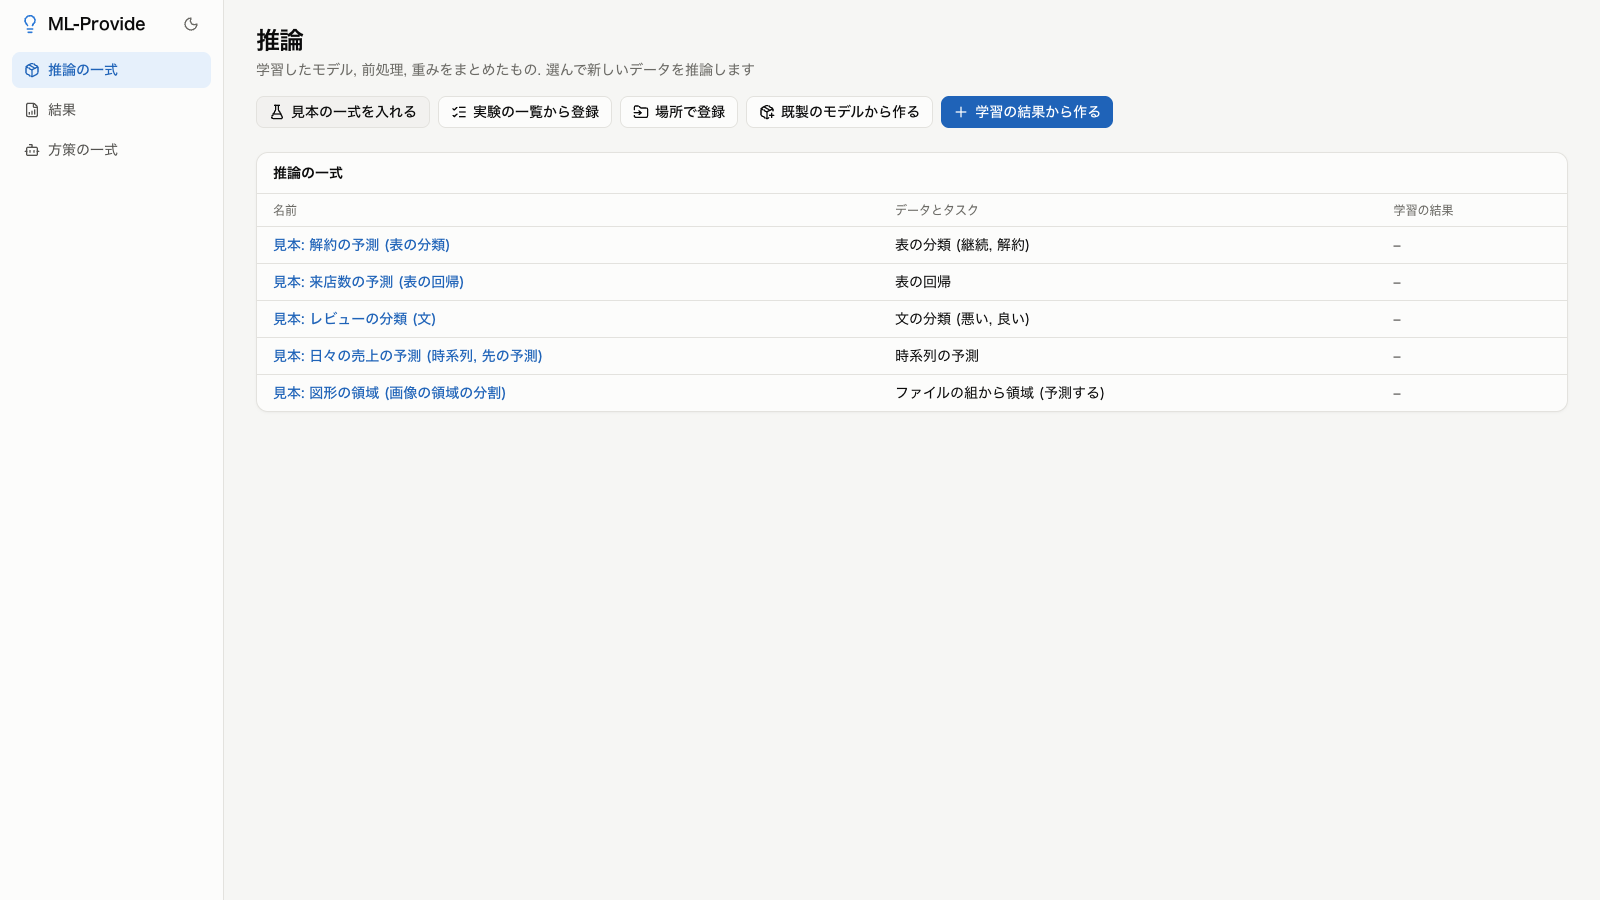 ML-Provide
推論の一式
結果
方策の一式
推論
学習したモデル, 前処理, 重みをまとめたもの. 選んで新しいデータを推論します
見本の一式を入れる
実験の一覧から登録
場所で登録
既製のモデルから作る
学習の結果から作る
推論の一式
名前 データとタスク 学習の結果
見本: 解約の予測 (表の分類) 表の分類 (継続, 解約) –
見本: 来店数の予測 (表の回帰) 表の回帰 –
見本: レビューの分類 (文) 文の分類 (悪い, 良い) –
見本: 日々の売上の予測 (時系列, 先の予測) 時系列の予測 –
見本: 図形の領域 (画像の領域の分割) ファイルの組から領域 (予測する) –